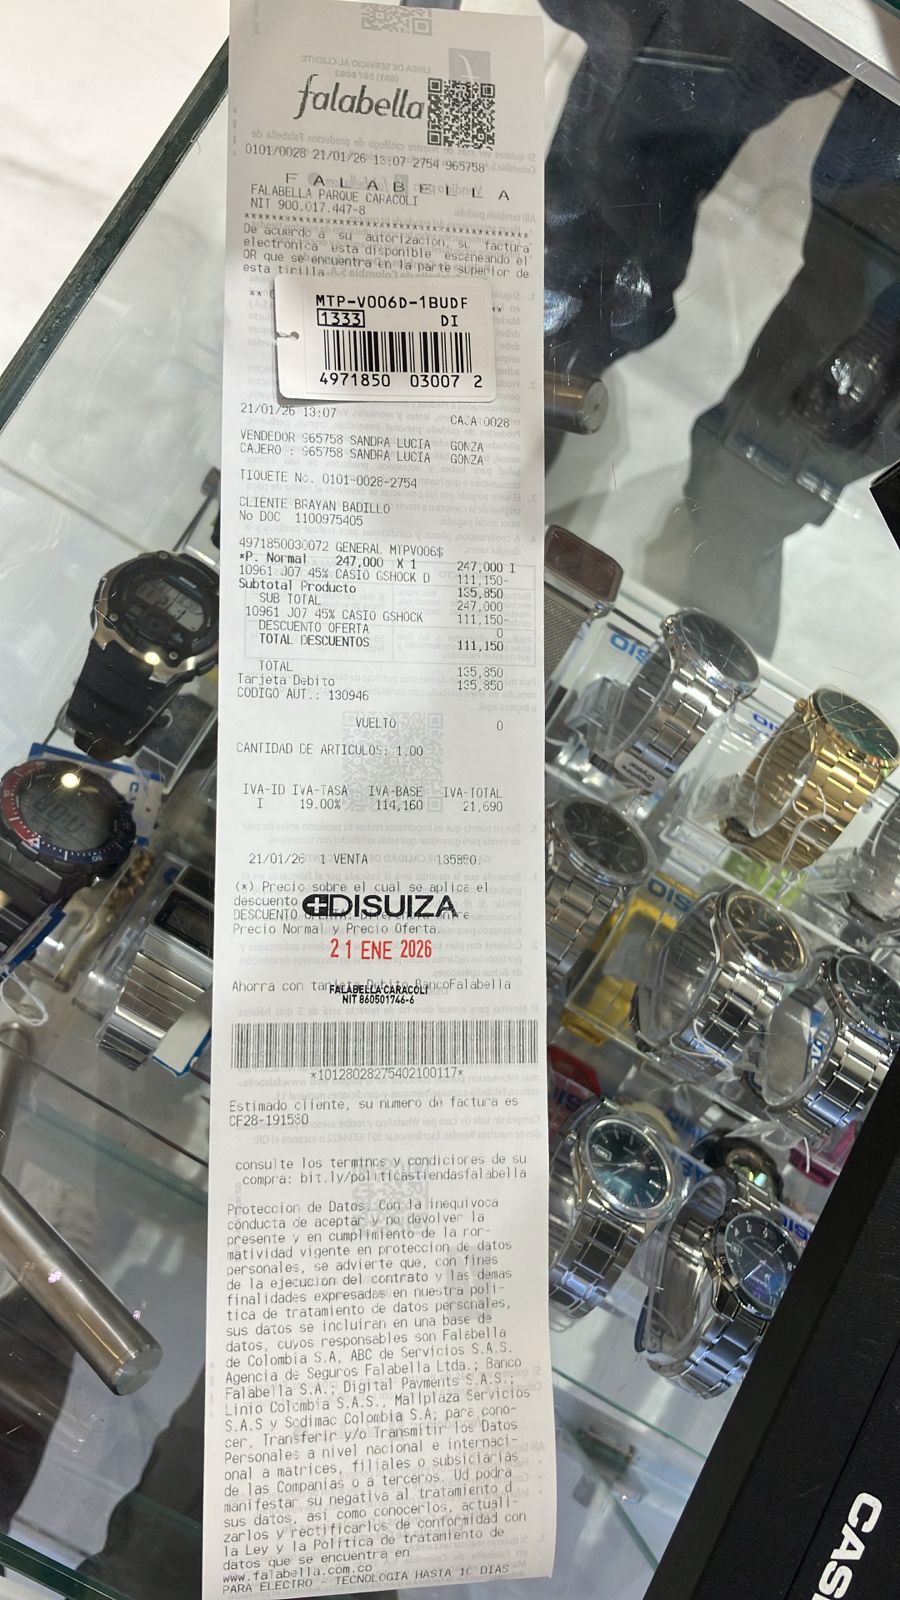 falabella
0101/0028 21/01/26 13:07 2754 965758
F A L A B E L L A
FALABELLA PARQUE CARACOLI
NIT 900.017.447-8
****************************************
De acuerdo a su autorizacion, su factura
electronica esta disponible escaneando el
QR que se encuentra en la parte superior de
esta tirilla
**
**
MTP-V006D-1BUDF
1333 DI
4971850 03007 2
21/01/26 13:07 CAJA 0028
VENDEDOR 965758 SANDRA LUCIA GONZA
CAJERO : 965758 SANDRA LUCIA GONZA
TIQUETE No. 0101-0028-2754
CLIENTE BRAYAN BADILLO
No DOC 1100975405
4971850030072 GENERAL MTPV006$
*P. Normal 247,000 X 1 247,000 I
10961 J07 45% CASIO GSHOCK D 111,150-
Subtotal Producto 135,850
SUB TOTAL 247,000
10961 J07 45% CASIO GSHOCK 111,150-
DESCUENTO OFERTA 0
TOTAL DESCUENTOS 111,150
TOTAL 135,850
Tarjeta Debito 135,850
CODIGO AUT.: 130946
VUELTO 0
CANTIDAD DE ARTICULOS: 1.00
IVA-ID IVA-TASA IVA-BASE IVA-TOTAL
I 19.00% 114,160 21,690
21/01/26 1 VENTA 135850.
(*) Precio sobre el cual se aplica el
descuento
DISUIZA
DESCUENTO OFERTA: Diferencia entre
Precio Normal y Precio Oferta.
21 ENE 2026
Ahorra con tarjeta Debito BancoFalabella
FALABELLA CARACOLI
NIT 860501746-6
*10128028275402100117*
Estimado cliente, su numero de factura es
CF28-191580
consulte los terminos y condiciones de su
compra: bit.ly/politicastiendasfalabella
Proteccion de Datos. Con la inequivoca
conducta de aceptar y no devolver la
presente y en cumplimiento de la nor-
matividad vigente en proteccion de datos
personales, se advierte que, con fines
de la ejecucion del contrato y las demas
finalidades expresadas en nuestra poli-
tica de tratamiento de datos personales,
sus datos se incluiran en una base de
datos, cuyos responsables son Falabella
de Colombia S.A, ABC de Servicios S.A.S.
Agencia de Seguros Falabella Ltda.; Banco
Falabella S.A.; Digital Payments S.A.S.,
Linio Colombia S.A.S., Mallplaza Servicios
S.A.S y Sodimac Colombia S.A; para cono-
cer, Transferir y/o Transmitir los Datos
Personales a nivel nacional e internaci-
onal a matrices, filiales o subsidiarias
de las Companias o a terceros. Ud podra
manifestar su negativa al tratamiento d
sus datos, asi como conocerlos, actuali-
zarlos y rectificarlos de conformidad con
la Ley y la Politica de tratamiento de
datos que se encuentra en
www.falabella.com.co
PARA ELECTRO - TECNOLOGIA HASTA 10 DIAS
CASI